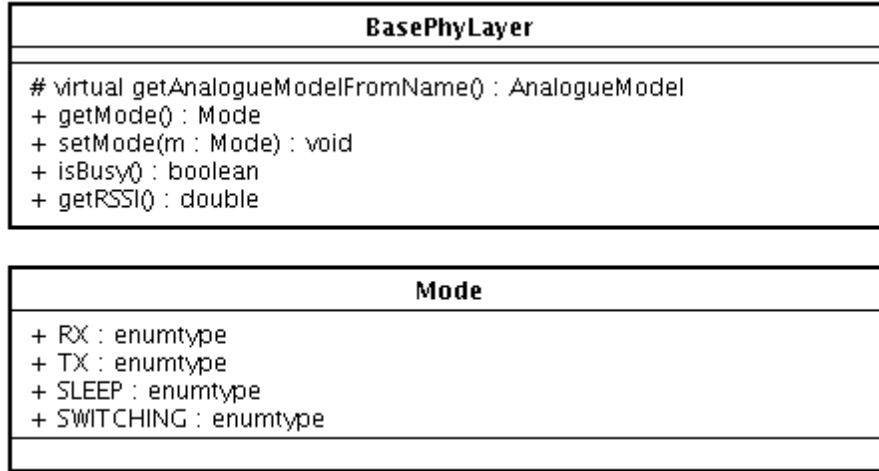 BasePhyLayer
# virtual getAnalogueModelFromName() : AnalogueModel
+ getMode() : Mode
+ setMode(m : Mode) : void
+ isBusy() : boolean
+ getRSSI() : double
Mode
+ RX : enumtype
+ TX : enumtype
+ SLEEP : enumtype
+ SWITCHING : enumtype